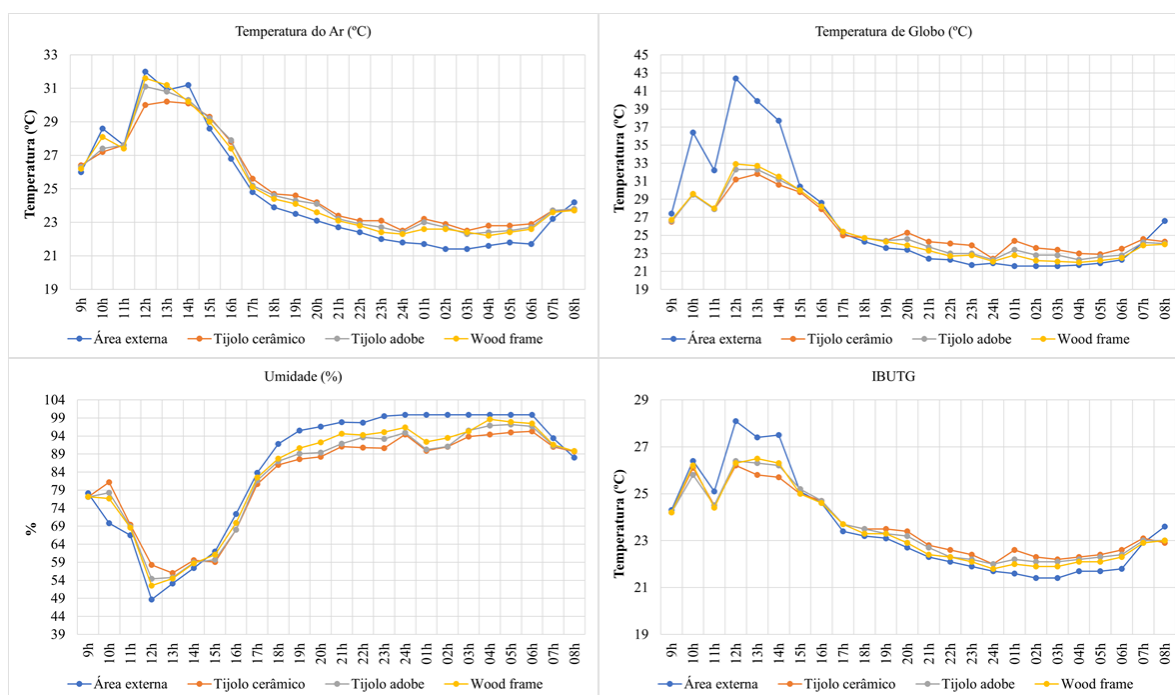 Temperatura do Ar (ºC)
Temperatura (ºC)
33
31
29
27
25
23
21
19
9h 10h 11h 12h 13h 14h 15h 16h 17h 18h 19h 20h 21h 22h 23h 24h 01h 02h 03h 04h 05h 06h 07h 08h
Área externa Tijolo cerâmico Tijolo adobe Wood frame
Temperatura de Globo (ºC)
Temperatura (ºC)
45
43
41
39
37
35
33
31
29
27
25
23
21
19
9h 10h 11h 12h 13h 14h 15h 16h 17h 18h 19h 20h 21h 22h 23h 24h 01h 02h 03h 04h 05h 06h 07h 08h
Área externa Tijolo cerâmio Tijolo adobe Wood frame
Umidade (%)
%
104
99
94
89
84
79
74
69
64
59
54
49
44
39
9h 10h 11h 12h 13h 14h 15h 16h 17h 18h 19h 20h 21h 22h 23h 24h 01h 02h 03h 04h 05h 06h 07h 08h
Área externa Tijolo cerâmico Tijolo adobe Wood frame
IBUTG
Temperatura (ºC)
29
27
25
23
21
19
9h 10h 11h 12h 13h 14h 15h 16h 17h 18h 19h 20h 21h 22h 23h 24h 01h 02h 03h 04h 05h 06h 07h 08h
Área externa Tijolo cerâmico Tijolo adobe Wood frame